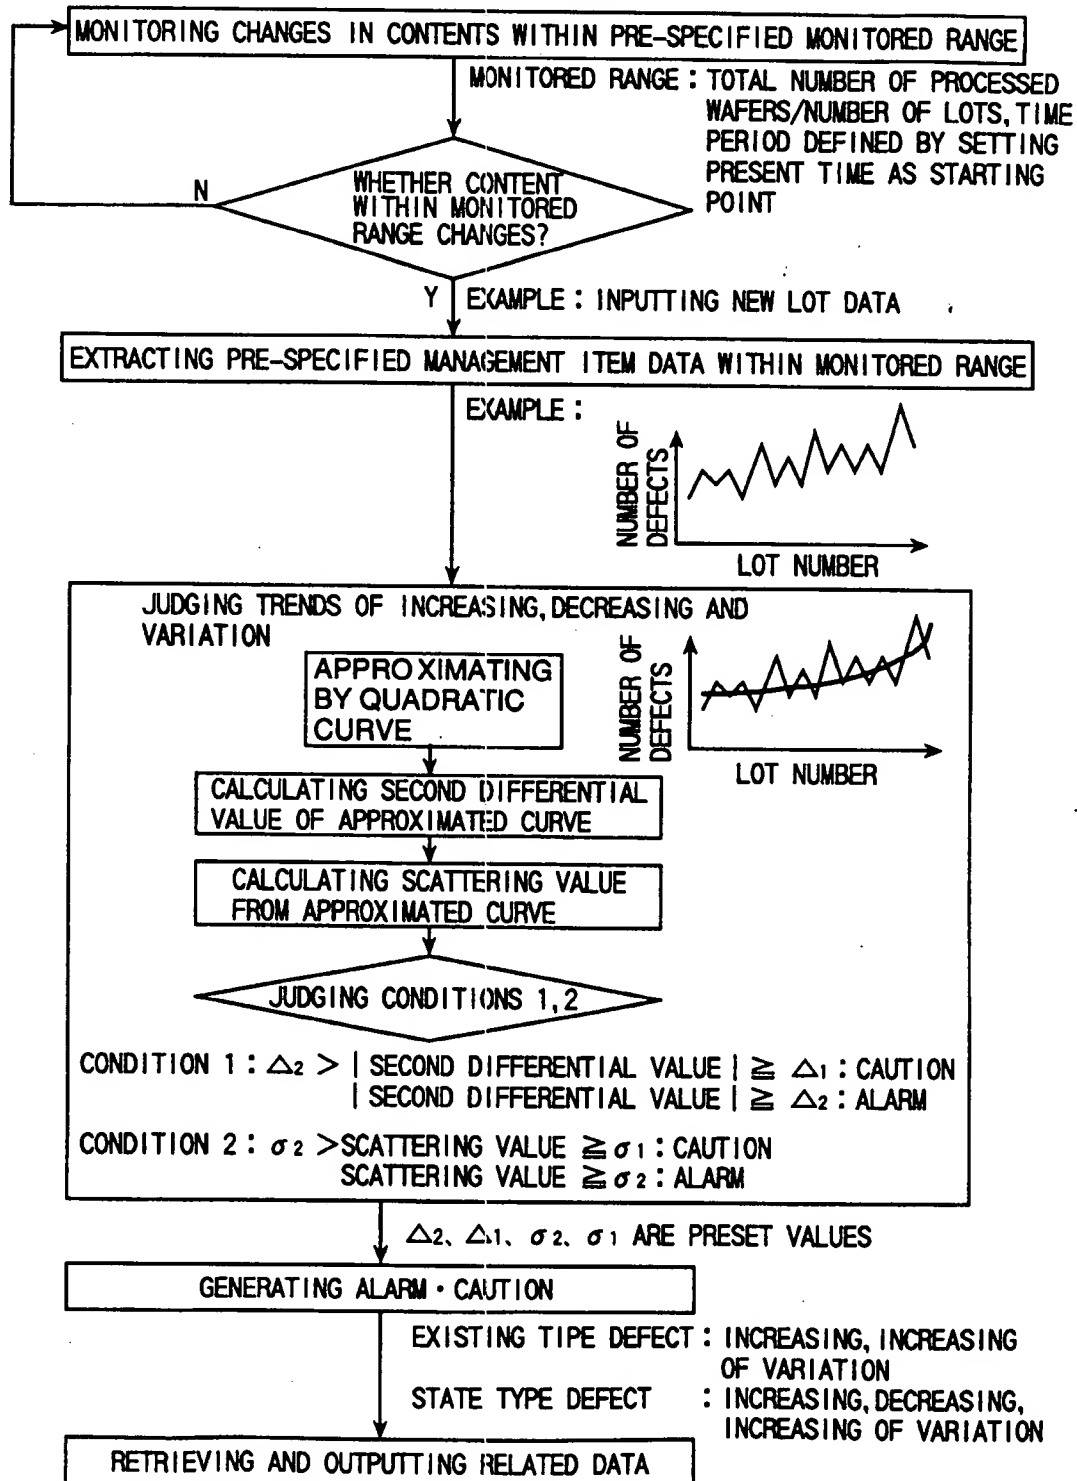 MONITORING CHANGES IN CONTENTS WITHIN PRE-SPECIFIED MONITORED RANGE
MONITORED RANGE : TOTAL NUMBER OF PROCESSED
WAFERS/NUMBER OF LOTS, TIME
PERIOD DEFINED BY SETTING
PRESENT TIME AS STARTING
POINT
N
WHETHER CONTENT
WITHIN MONITORED
RANGE CHANGES?
Y
EXAMPLE : INPUTTING NEW LOT DATA
EXTRACTING PRE-SPECIFIED MANAGEMENT ITEM DATA WITHIN MONITORED RANGE
EXAMPLE :
NUMBER OF
DEFECTS
LOT NUMBER
JUDGING TRENDS OF INCREASING, DECREASING AND
VARIATION
APPROXIMATING
BY QUADRATIC
CURVE
NUMBER OF
DEFECTS
LOT NUMBER
CALCULATING SECOND DIFFERENTIAL
VALUE OF APPROXIMATED CURVE
CALCULATING SCATTERING VALUE
FROM APPROXIMATED CURVE
JUDGING CONDITIONS 1, 2
CONDITION 1 : △2 > | SECOND DIFFERENTIAL VALUE | ≧ △1 : CAUTION
| SECOND DIFFERENTIAL VALUE | ≧ △2 : ALARM
CONDITION 2 : σ2 > SCATTERING VALUE ≧ σ1 : CAUTION
SCATTERING VALUE ≧ σ2 : ALARM
△2、△1、σ2、σ1 ARE PRESET VALUES
GENERATING ALARM・CAUTION
EXISTING TIPE DEFECT : INCREASING, INCREASING
OF VARIATION
STATE TYPE DEFECT : INCREASING, DECREASING,
INCREASING OF VARIATION
RETRIEVING AND OUTPUTTING RELATED DATA